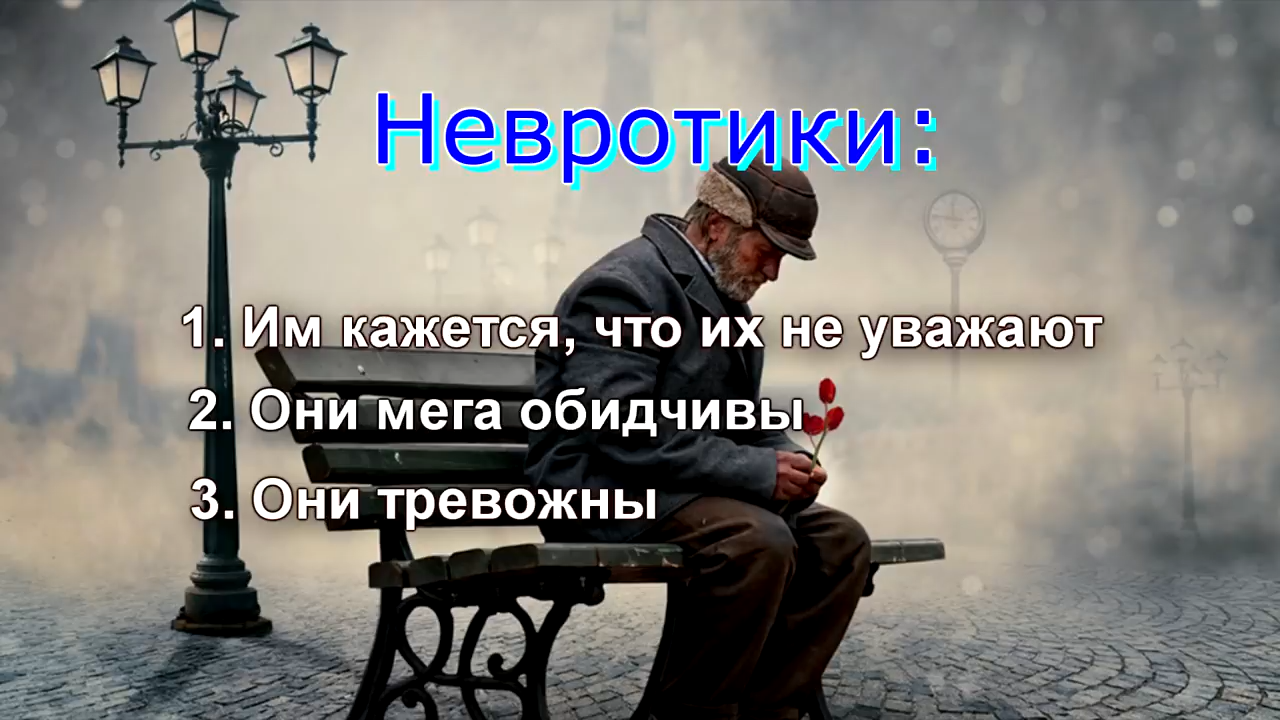 Невротики:
1. Им кажется, что их не уважают
2. Они мега обидчивы
3. Они тревожны